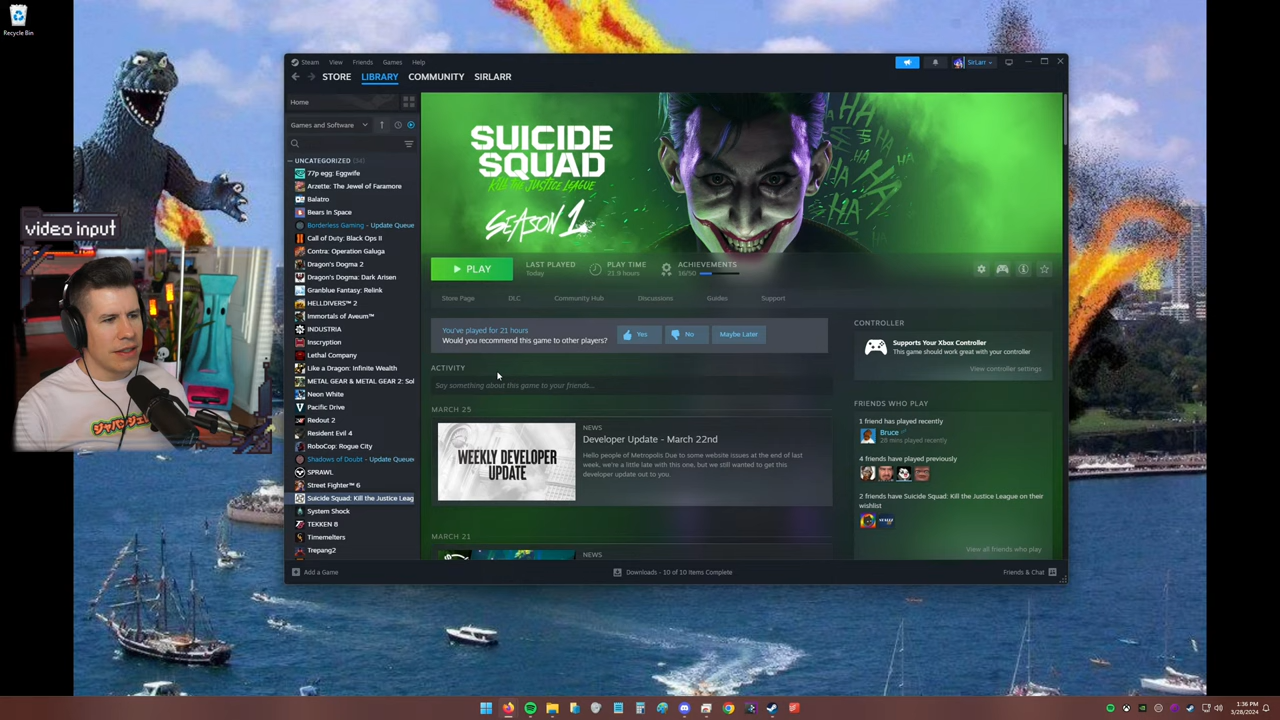 Recycle Bin
video input
Steam View Friends Games Help
SirLarr
STORE LIBRARY COMMUNITY SIRLARR
Home
Games and Software
UNCATEGORIZED (34)
77p egg: Eggwife
Arzette: The Jewel of Faramore
Balatro
Bears In Space
Borderless Gaming - Update Queue
Call of Duty: Black Ops II
Contra: Operation Galuga
Dragon's Dogma 2
Dragon's Dogma: Dark Arisen
Granblue Fantasy: Relink
HELLDIVERS™ 2
Immortals of Aveum™
INDUSTRIA
Inscryption
Lethal Company
Like a Dragon: Infinite Wealth
METAL GEAR & METAL GEAR 2: Sol
Neon White
Pacific Drive
Redout 2
Resident Evil 4
RoboCop: Rogue City
Shadows of Doubt - Update Queue
SPRAWL
Street Fighter™ 6
Suicide Squad: Kill the Justice Leag
System Shock
TEKKEN 8
Timemelters
Trepang2
SUICIDE
SQUAD
KILL THE JUSTICE LEAGUE
SEASON 1
HA HA HA
PLAY
LAST PLAYED
Today
PLAY TIME
21.9 hours
ACHIEVEMENTS
16/50
Store Page DLC Community Hub Discussions Guides Support
You've played for 21 hours
Would you recommend this game to other players?
Yes
No
Maybe Later
ACTIVITY
Say something about this game to your friends...
MARCH 25
WEEKLY DEVELOPER
UPDATE
NEWS
Developer Update - March 22nd
Hello people of Metropolis Due to some website issues at the end of last
week, we're a little late with this one, but we still wanted to get this
developer update out to you.
MARCH 21
NEWS
CONTROLLER
Supports Your Xbox Controller
This game should work great with your controller
View controller settings
FRIENDS WHO PLAY
1 friend has played recently
Bruce
28 mins played recently
4 friends have played previously
2 friends have Suicide Squad: Kill the Justice League on their
wishlist
View all friends who play
Add a Game
Downloads - 10 of 10 Items Complete
Friends & Chat
1:36 PM
3/28/2024